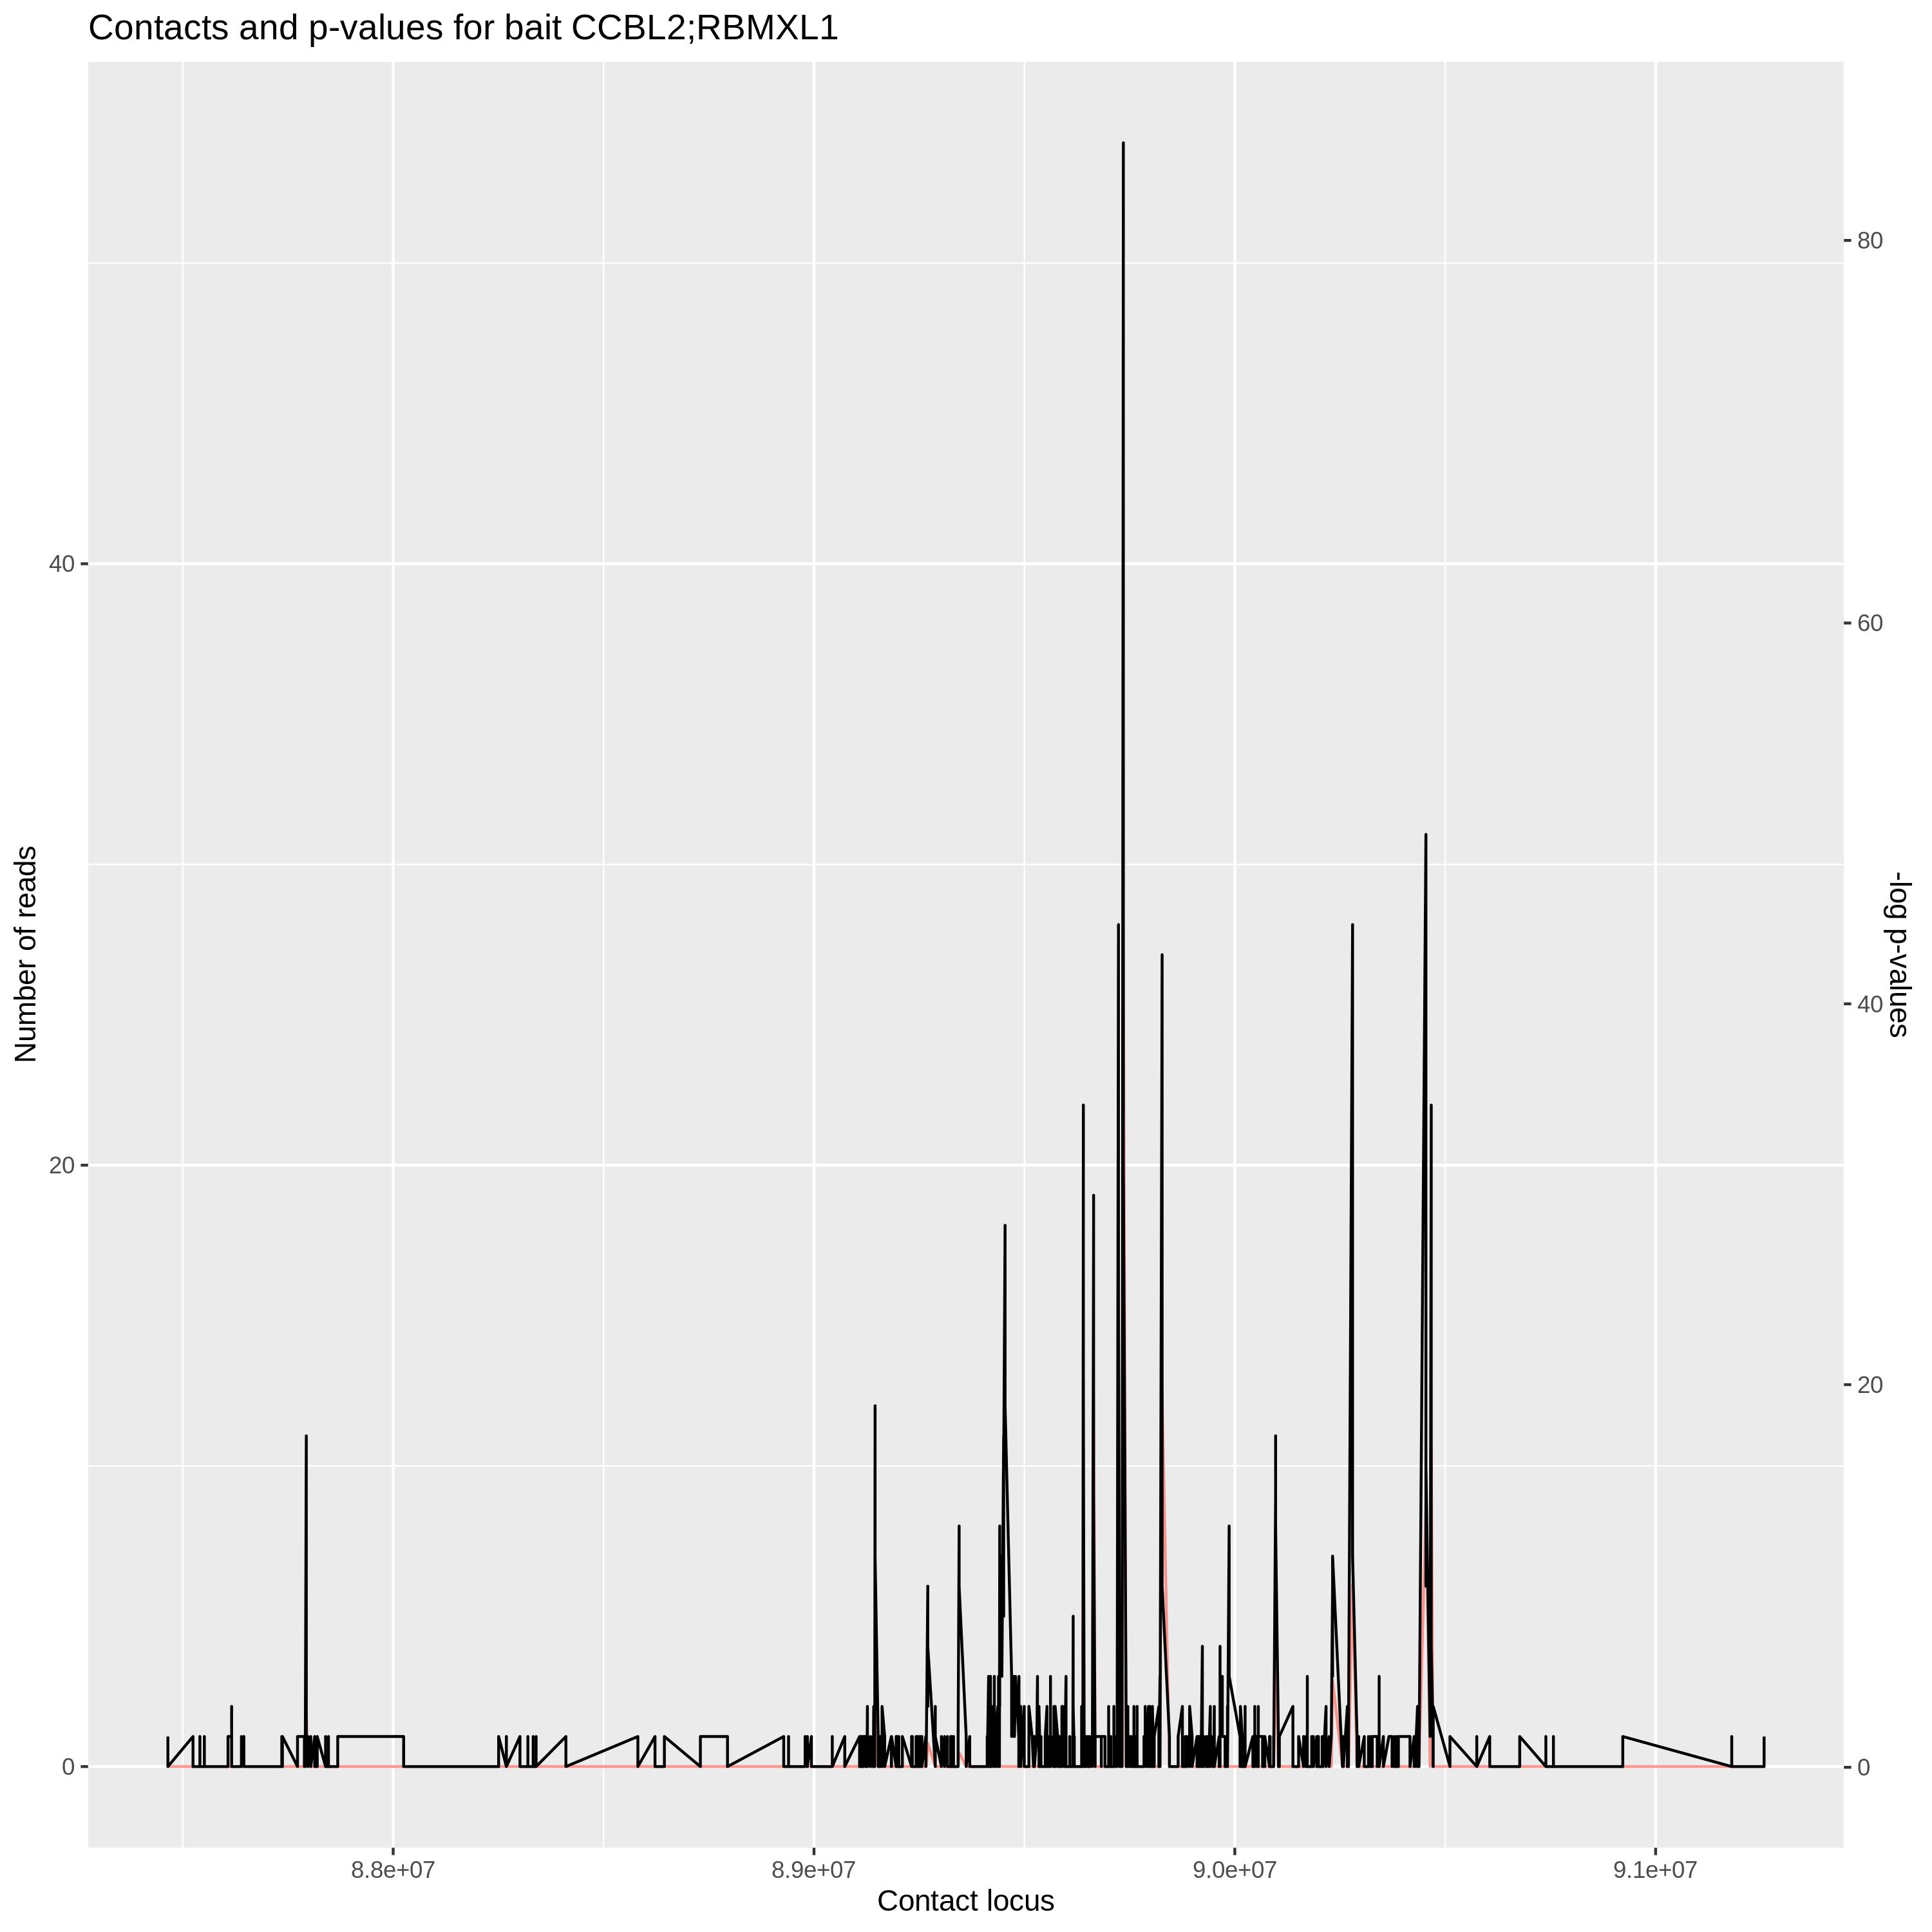 Contacts and p-values for bait CCBL2;RBMXL1
80
40
60
Number of reads
-log p-values
40
20
20
0
0
8.8e+07
8.9e+07
9.0e+07
9.1e+07
Contact locus